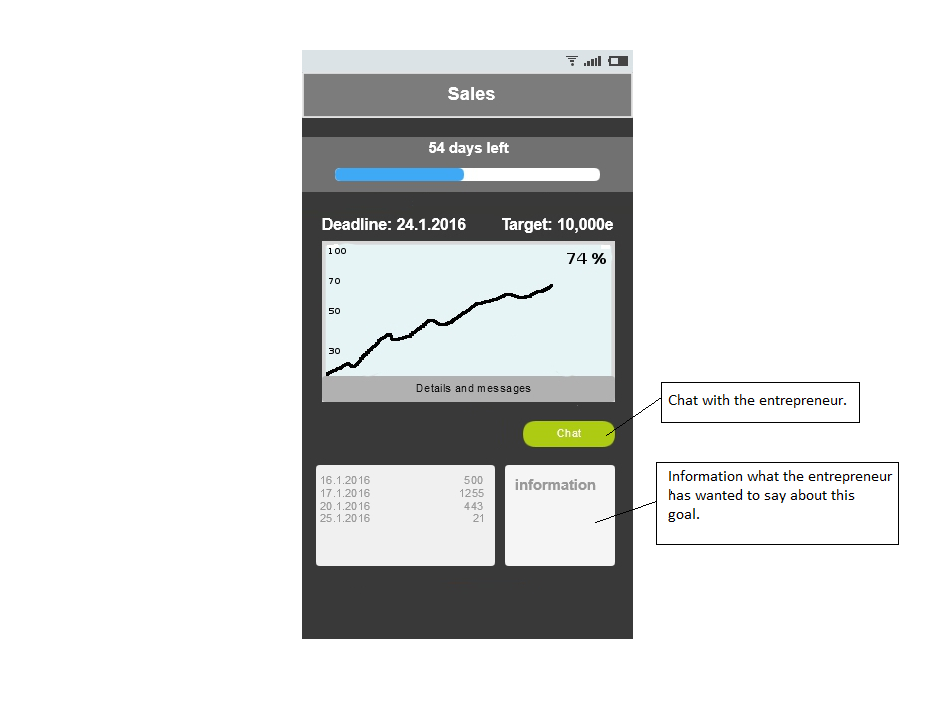 Sales
54 days left
Deadline: 24.1.2016 Target: 10,000e
100
74 %
70
50
30
Details and messages
Chat with the entrepreneur.
Chat
16.1.2016 500
17.1.2016 1255
20.1.2016 443
25.1.2016 21
information
Information what the entrepreneur
has wanted to say about this
goal.